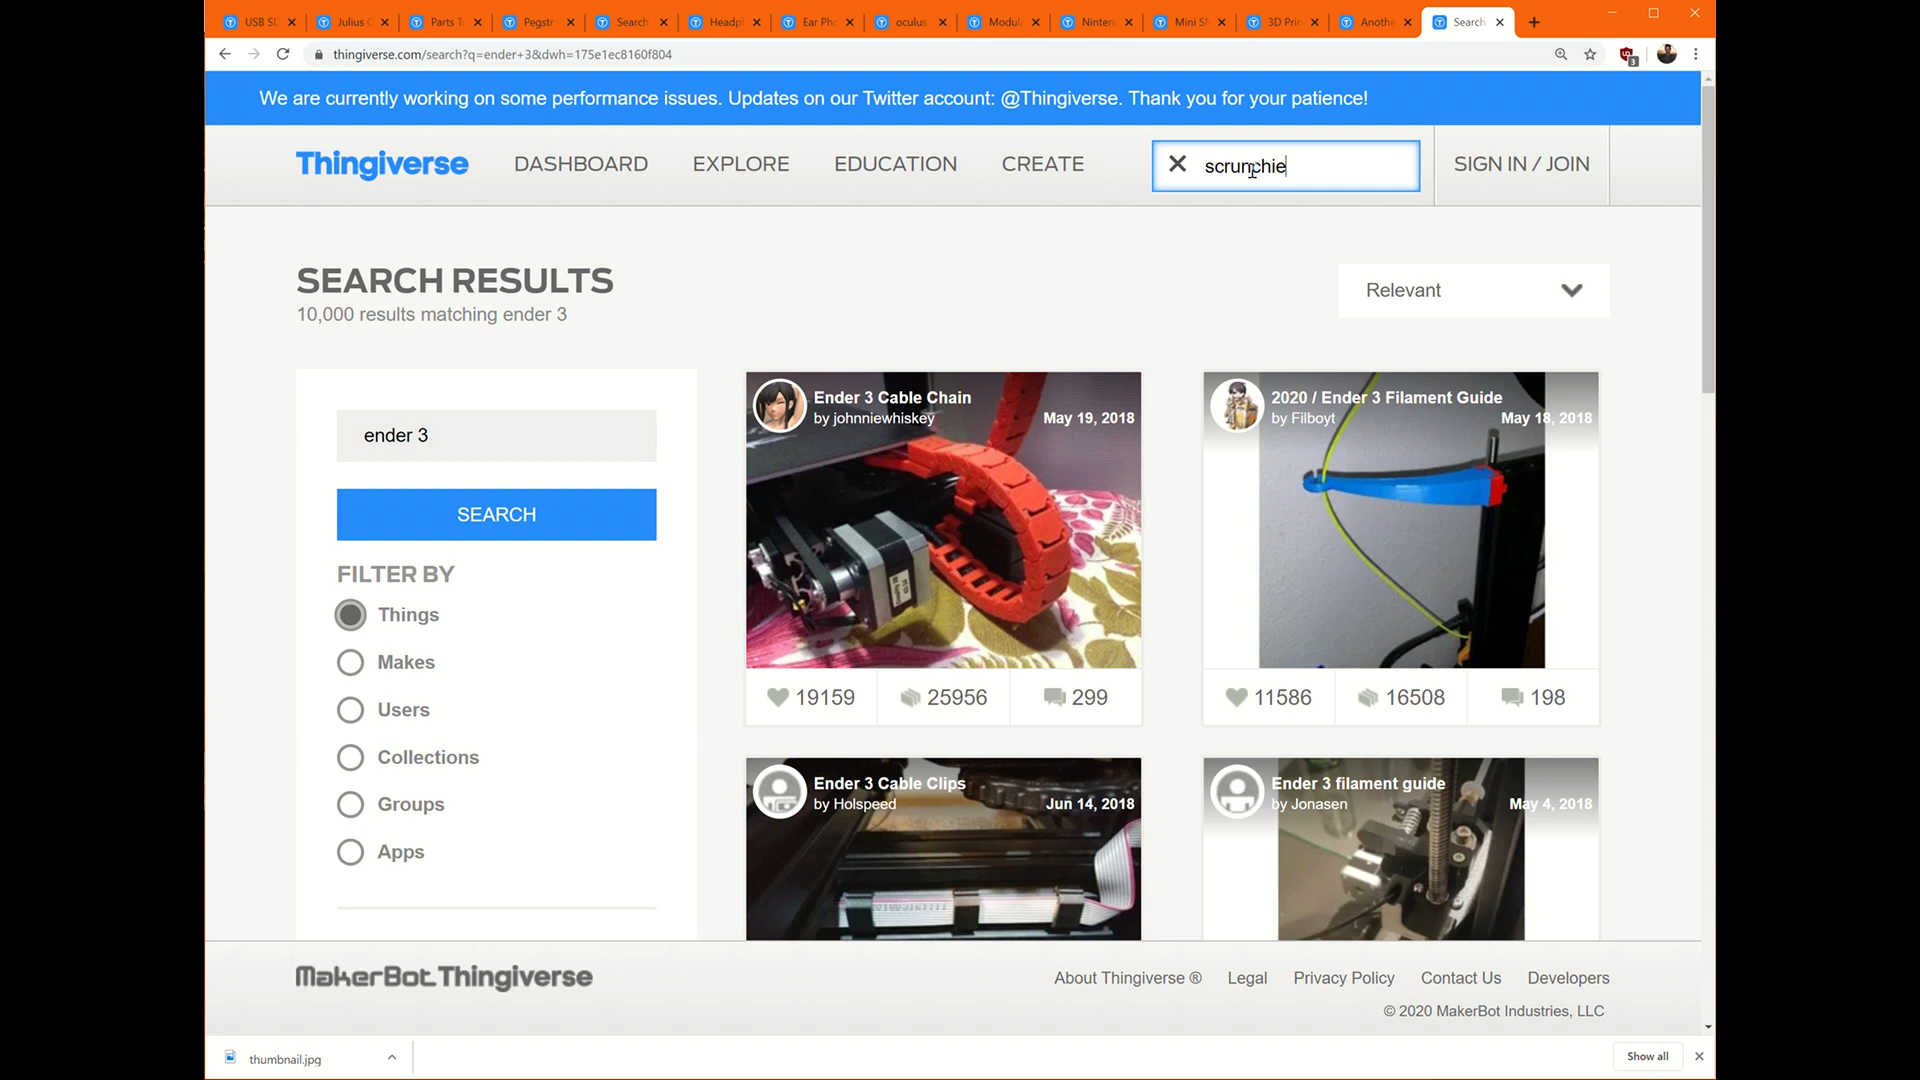 USB SD
Julius C
Parts T
Pegstr
Search
Headph
Ear Pho
oculus
Modula
Ninten
Mini SN
3D Prin
Anothe
Search
thingiverse.com/search?q=ender+3&dwh=175e1ec8160f804
3
We are currently working on some performance issues. Updates on our Twitter account: @Thingiverse. Thank you for your patience!
Thingiverse
DASHBOARD
EXPLORE
EDUCATION
CREATE
scrunchie
SIGN IN / JOIN
SEARCH RESULTS
10,000 results matching ender 3
Relevant
ender 3
SEARCH
FILTER BY
Things
Makes
Users
Collections
Groups
Apps
Ender 3 Cable Chain
by johnniewhiskey
May 19, 2018
19159
25956
299
2020 / Ender 3 Filament Guide
by Filboyt
May 18, 2018
11586
16508
198
Ender 3 Cable Clips
by Holspeed
Jun 14, 2018
Ender 3 filament guide
by Jonasen
May 4, 2018
MakerBot Thingiverse
About Thingiverse ®
Legal
Privacy Policy
Contact Us
Developers
© 2020 MakerBot Industries, LLC
thumbnail.jpg
Show all